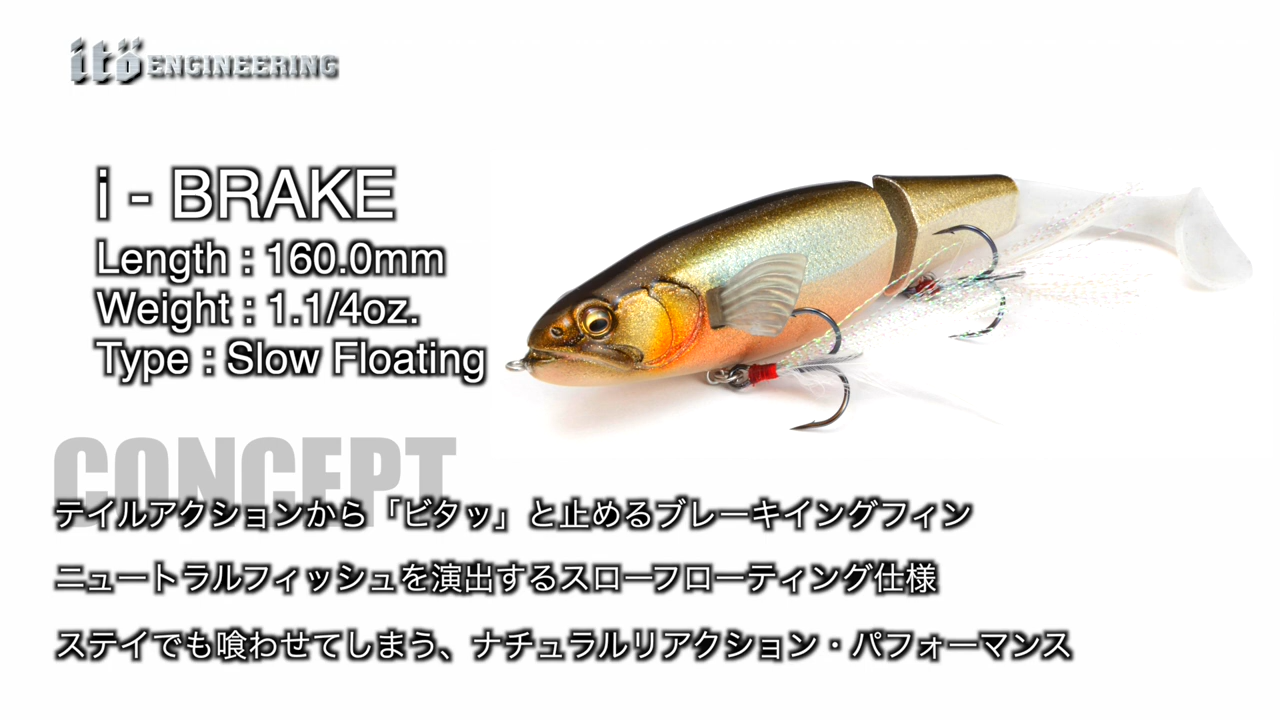 itö ENGINEERING
i - BRAKE
Length : 160.0mm
Weight : 1.1/4oz.
Type : Slow Floating
CONCEPT
テイルアクションから「ビタッ」と止めるブレーキイングフィン
ニュートラルフィッシュを演出するスローフローティング仕様
ステイでも喰わせてしまう、ナチュラルリアクション・パフォーマンス